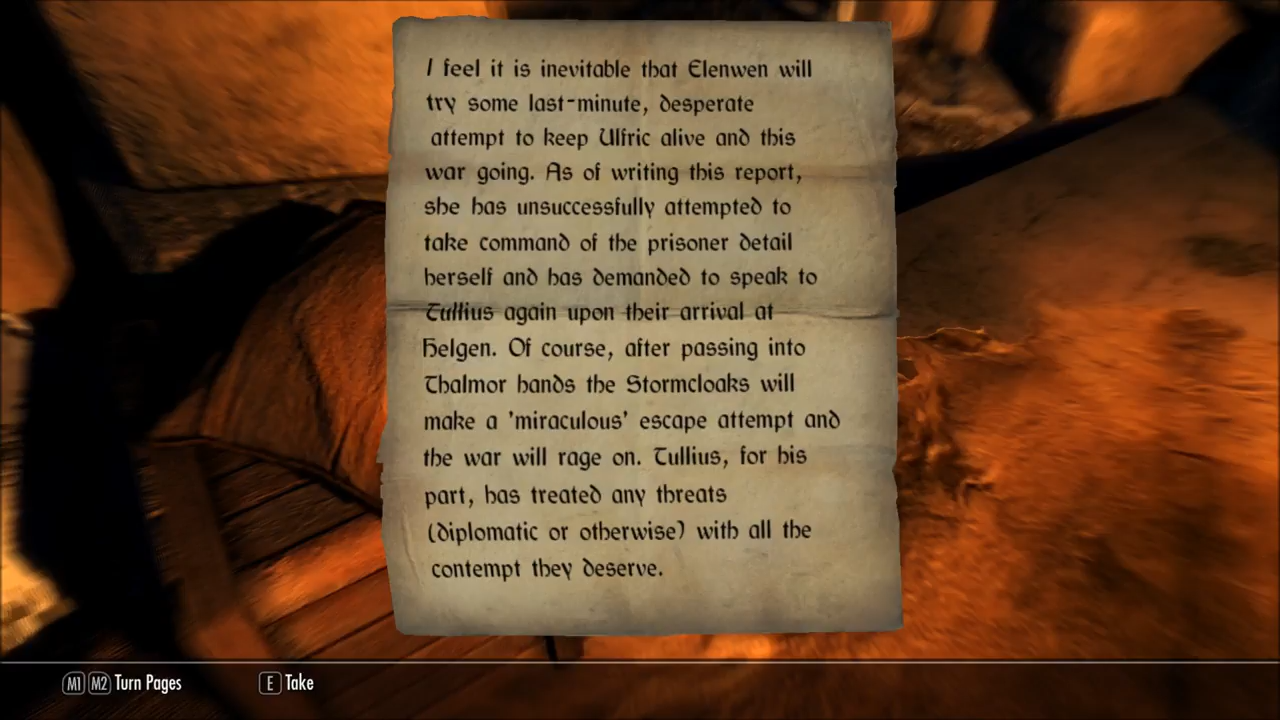 I feel it is inevitable that Elenwen will
try some last-minute, desperate
attempt to keep Ulfric alive and this
war going. As of writing this report,
she has unsuccessfully attempted to
take command of the prisoner detail
herself and has demanded to speak to
Tullius again upon their arrival at
Helgen. Of course, after passing into
Thalmor hands the Stormcloaks will
make a 'miraculous' escape attempt and
the war will rage on. Tullius, for his
part, has treated any threats
(diplomatic or otherwise) with all the
contempt they deserve.
M1 M2 Turn Pages E Take